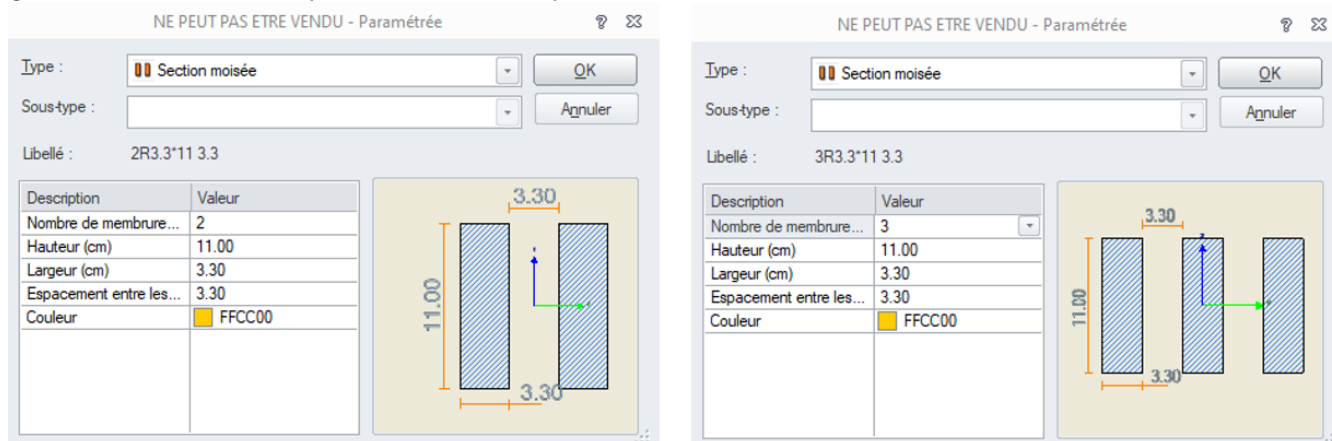 NE PEUT PAS ETRE VENDU - Paramétrée
Type : Section moisée OK
Sous-type : Annuler
Libellé : 2R3.3*11 3.3
Description Valeur
Nombre de membrure... 2
Hauteur (cm) 11.00
Largeur (cm) 3.30
Espacement entre les... 3.30
Couleur FFCC00
3.30
11.00
3.30
NE PEUT PAS ETRE VENDU - Paramétrée
Type : Section moisée OK
Sous-type : Annuler
Libellé : 3R3.3*11 3.3
Description Valeur
Nombre de membrure... 3
Hauteur (cm) 11.00
Largeur (cm) 3.30
Espacement entre les... 3.30
Couleur FFCC00
3.30
11.00
3.30